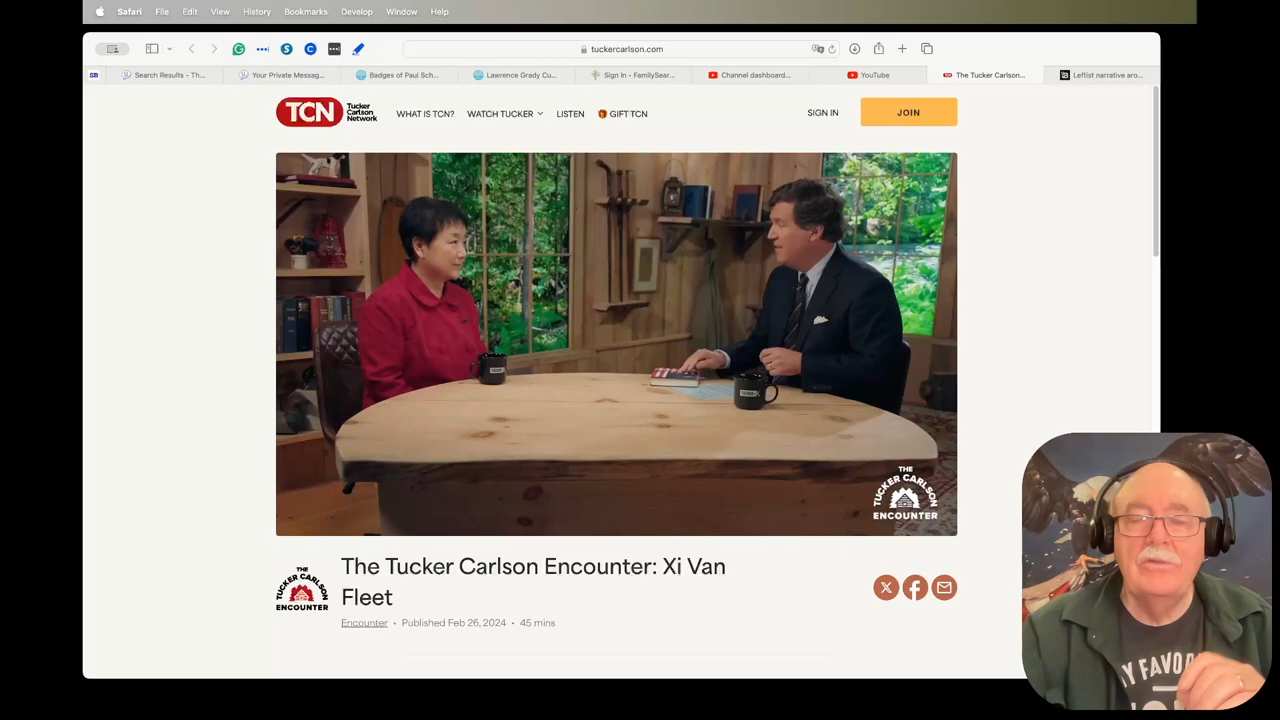 Safari File Edit View History Bookmarks Develop Window Help
tuckercarlson.com
SB Search Results - Th... Your Private Messag... Badges of Paul Sch... Lawrence Grady Cu... Sign In - FamilySear... Channel dashboard... YouTube The Tucker Carlson... Leftist narrative aro...
TCN Tucker Carlson Network WHAT IS TCN? WATCH TUCKER LISTEN GIFT TCN SIGN IN JOIN
THE TUCKER CARLSON ENCOUNTER
The Tucker Carlson Encounter: Xi Van
Fleet
THE TUCKER CARLSON ENCOUNTER
Encounter • Published Feb 26, 2024 • 45 mins
Y FAVO